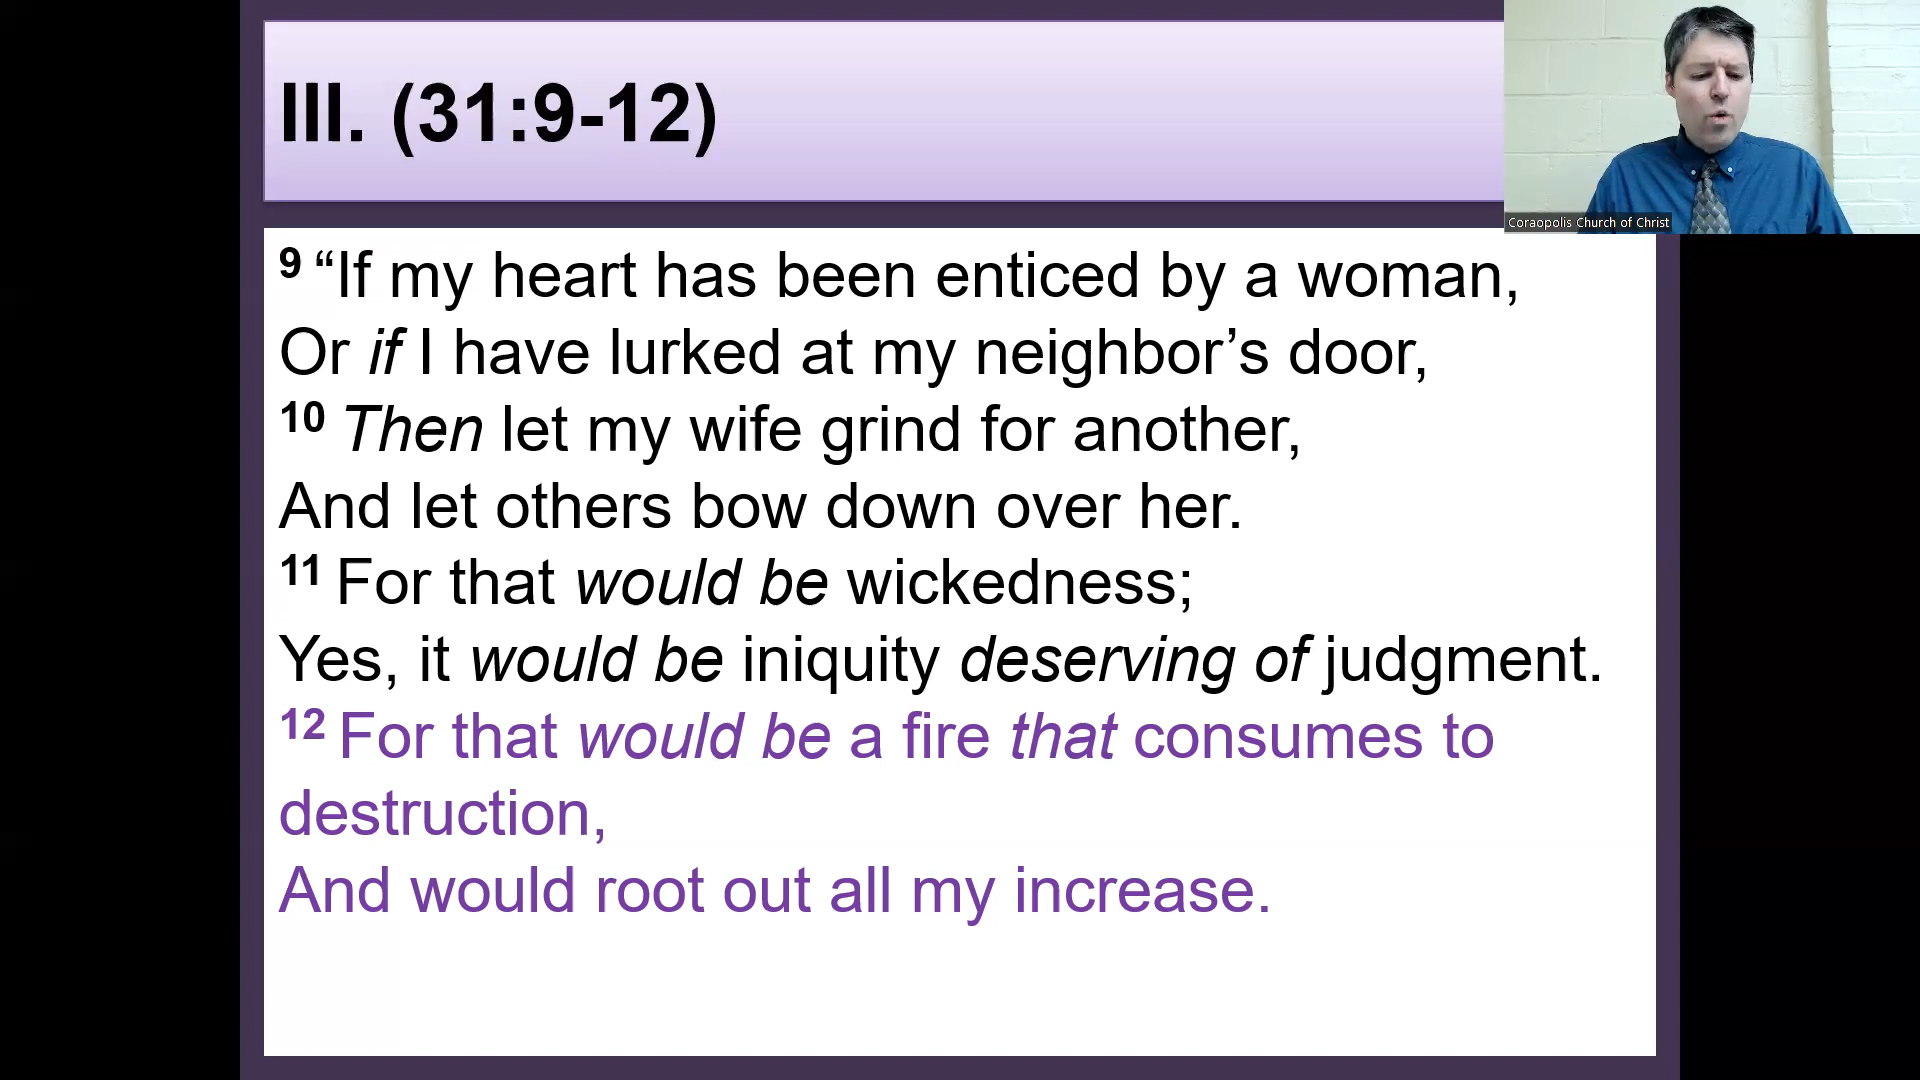 III. (31:9-12)
Coraopolis Church of Christ
9 “If my heart has been enticed by a woman,
Or if I have lurked at my neighbor’s door,
10 Then let my wife grind for another,
And let others bow down over her.
11 For that would be wickedness;
Yes, it would be iniquity deserving of judgment.
12 For that would be a fire that consumes to
destruction,
And would root out all my increase.